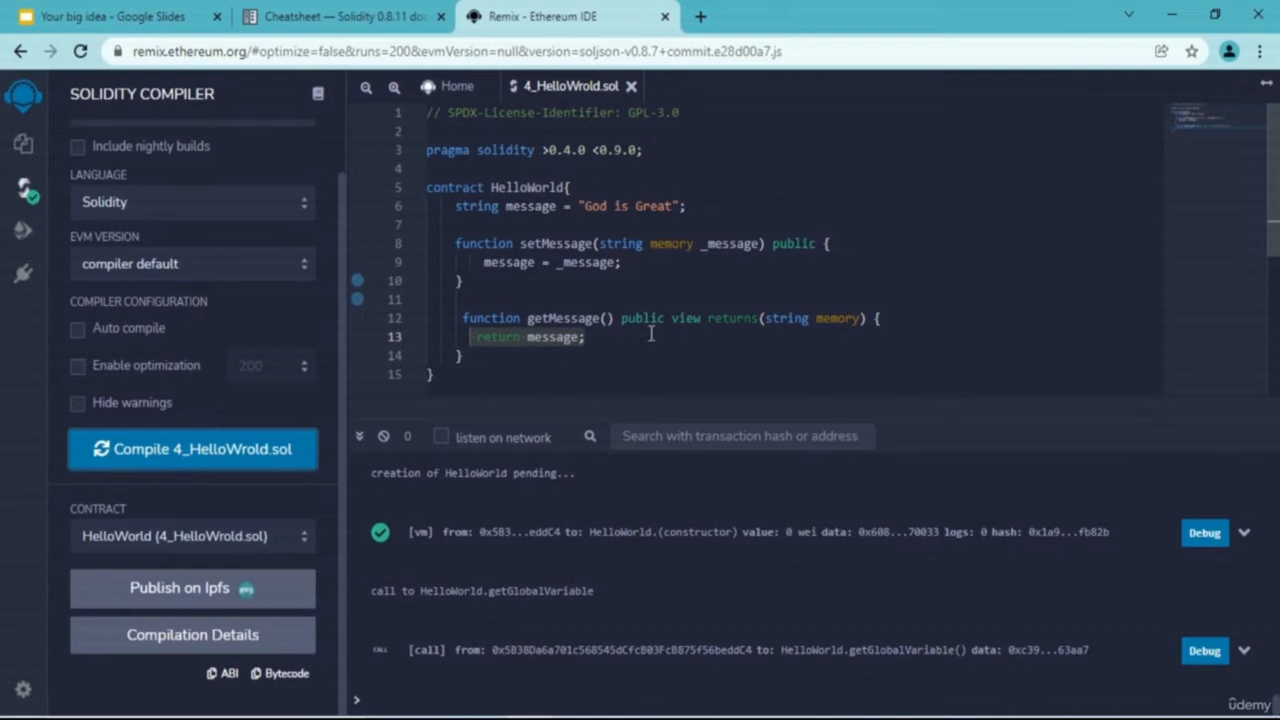 Your big idea - Google Slides
Cheatsheet — Solidity 0.8.11 doc
Remix - Ethereum IDE
remix.ethereum.org/#optimize=false&runs=200&evmVersion=null&version=soljson-v0.8.7+commit.e28d00a7.js
SOLIDITY COMPILER
Include nightly builds
LANGUAGE
Solidity
EVM VERSION
compiler default
COMPILER CONFIGURATION
Auto compile
Enable optimization 200
Hide warnings
Compile 4_HelloWrold.sol
CONTRACT
HelloWorld (4_HelloWrold.sol)
Publish on Ipfs
Compilation Details
ABI Bytecode
Home 4_HelloWrold.sol
1 // SPDX-License-Identifier: GPL-3.0
2
3 pragma solidity >0.4.0 <0.9.0;
4
5 contract HelloWorld{
6 string message = "God is Great";
7
8 function setMessage(string memory _message) public {
9 message = _message;
10 }
11
12 function getMessage() public view returns(string memory) {
13 return message;
14 }
15 }
0 listen on network Search with transaction hash or address
creation of HelloWorld pending...
[vm] from: 0x5B3...eddC4 to: HelloWorld.(constructor) value: 0 wei data: 0x608...70033 logs: 0 hash: 0x1a9...fb82b Debug
call to HelloWorld.getGlobalVariable
CALL [call] from: 0x5B38Da6a701c568545dCfcB03FcB875f56beddC4 to: HelloWorld.getGlobalVariable() data: 0xc39...63aa7 Debug
>
ûdemy